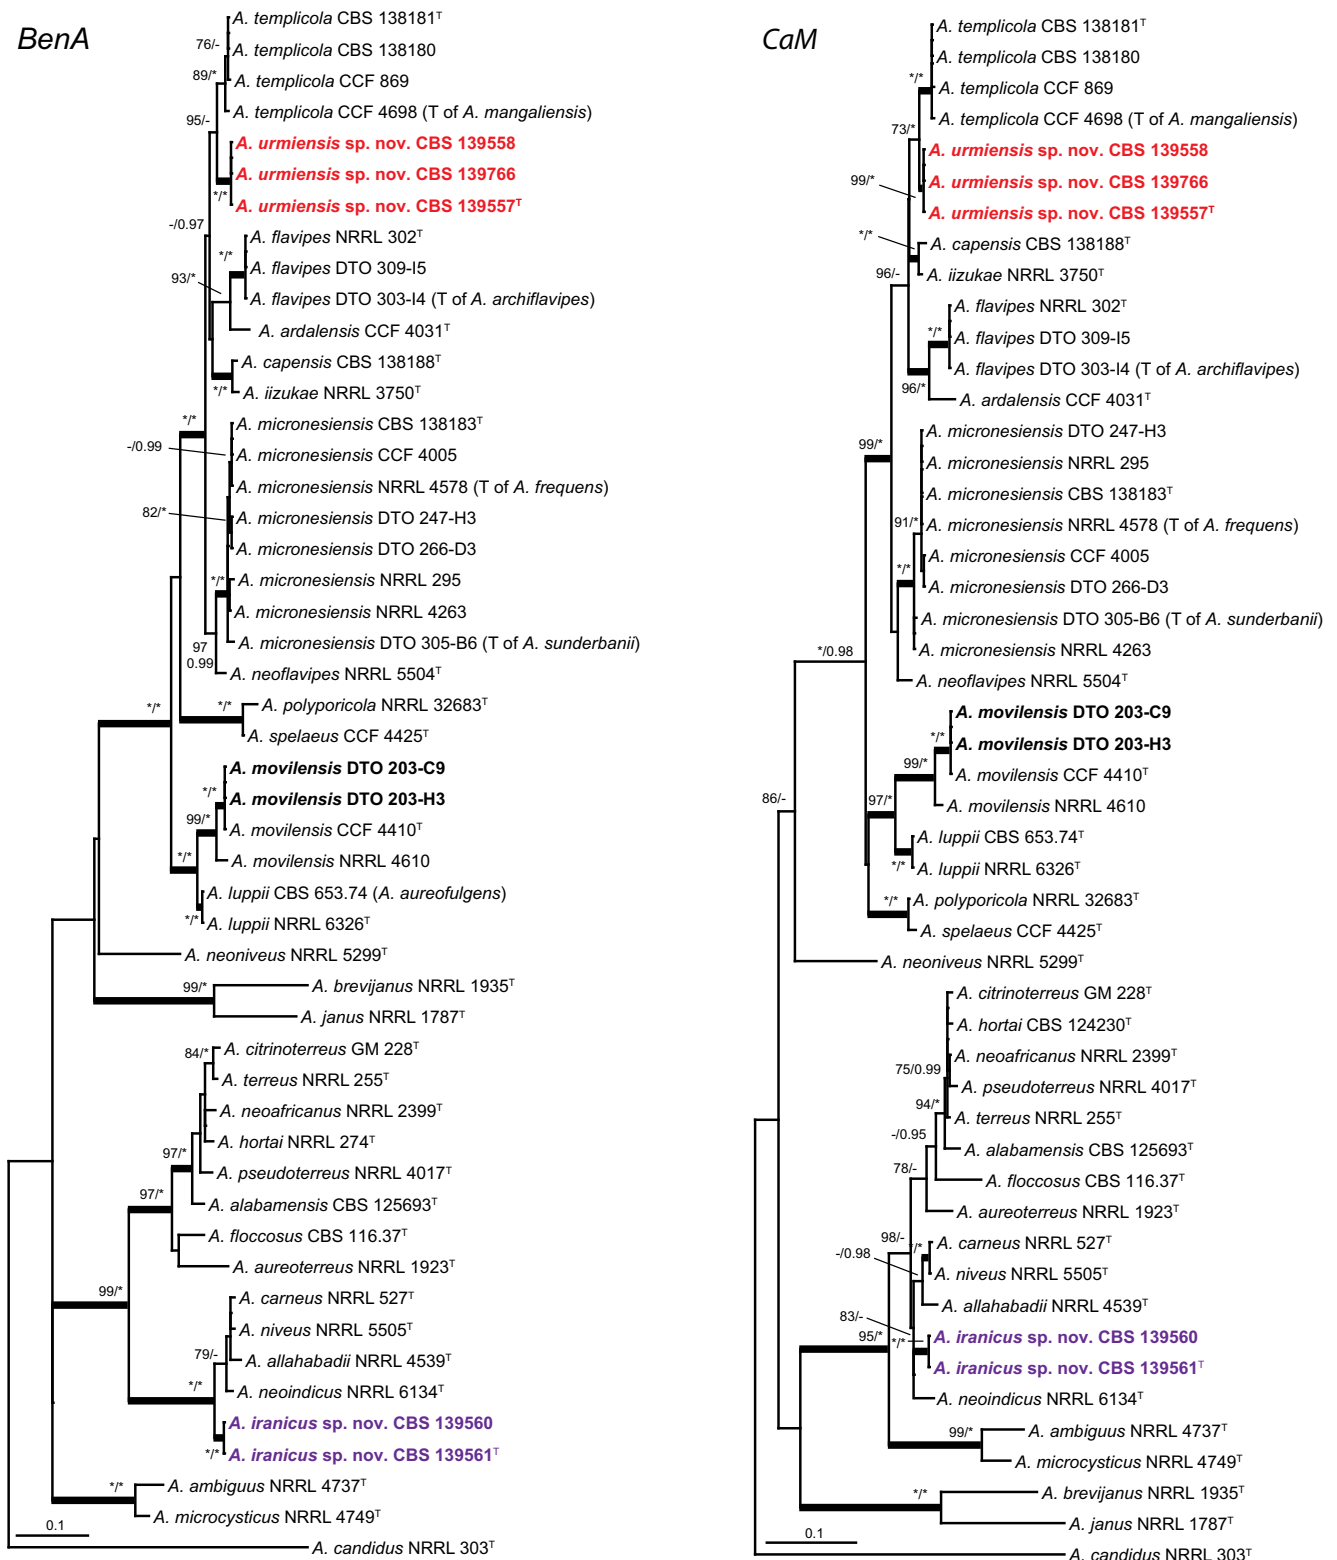 BenA
A. templicola CBS 138181T
76/-
A. templicola CBS 138180
89/*
A. templicola CCF 869
A. templicola CCF 4698 (T of A. mangaliensis)
95/-
A. urmiensis sp. nov. CBS 139558
A. urmiensis sp. nov. CBS 139766
*/*
A. urmiensis sp. nov. CBS 139557T
-/0.97
A. flavipes NRRL 302T
*/*
A. flavipes DTO 309-I5
93/*
A. flavipes DTO 303-I4 (T of A. archiflavipes)
A. ardalensis CCF 4031T
A. capensis CBS 138188T
*/*
A. iizukae NRRL 3750T
*/*
A. micronesiensis CBS 138183T
-/0.99
A. micronesiensis CCF 4005
A. micronesiensis NRRL 4578 (T of A. frequens)
82/*
A. micronesiensis DTO 247-H3
A. micronesiensis DTO 266-D3
*/*
A. micronesiensis NRRL 295
A. micronesiensis NRRL 4263
A. micronesiensis DTO 305-B6 (T of A. sunderbanii)
97
0.99
A. neoflavipes NRRL 5504T
*/*
*/*
A. polyporicola NRRL 32683T
A. spelaeus CCF 4425T
A. movilensis DTO 203-C9
*/*
A. movilensis DTO 203-H3
99/*
A. movilensis CCF 4410T
*/*
A. movilensis NRRL 4610
A. luppii CBS 653.74 (A. aureofulgens)
*/*
A. luppii NRRL 6326T
A. neoniveus NRRL 5299T
99/*
A. brevijanus NRRL 1935T
A. janus NRRL 1787T
84/*
A. citrinoterreus GM 228T
A. terreus NRRL 255T
A. neoafricanus NRRL 2399T
A. hortai NRRL 274T
97/*
A. pseudoterreus NRRL 4017T
97/*
A. alabamensis CBS 125693T
A. floccosus CBS 116.37T
A. aureoterreus NRRL 1923T
99/*
A. carneus NRRL 527T
A. niveus NRRL 5505T
79/-
A. allahabadii NRRL 4539T
*/*
A. neoindicus NRRL 6134T
A. iranicus sp. nov. CBS 139560
*/*
A. iranicus sp. nov. CBS 139561T
*/*
A. ambiguus NRRL 4737T
A. microcysticus NRRL 4749T
0.1
A. candidus NRRL 303T
CaM
A. templicola CBS 138181T
A. templicola CBS 138180
*/*
A. templicola CCF 869
A. templicola CCF 4698 (T of A. mangaliensis)
73/*
A. urmiensis sp. nov. CBS 139558
99/*
A. urmiensis sp. nov. CBS 139766
A. urmiensis sp. nov. CBS 139557T
*/*
A. capensis CBS 138188T
96/-
A. iizukae NRRL 3750T
A. flavipes NRRL 302T
*/*
A. flavipes DTO 309-I5
A. flavipes DTO 303-I4 (T of A. archiflavipes)
96/*
A. ardalensis CCF 4031T
A. micronesiensis DTO 247-H3
99/*
A. micronesiensis NRRL 295
A. micronesiensis CBS 138183T
91/*
A. micronesiensis NRRL 4578 (T of A. frequens)
A. micronesiensis CCF 4005
*/*
A. micronesiensis DTO 266-D3
A. micronesiensis DTO 305-B6 (T of A. sunderbanii)
*/0.98
A. micronesiensis NRRL 4263
A. neoflavipes NRRL 5504T
A. movilensis DTO 203-C9
*/*
A. movilensis DTO 203-H3
99/*
A. movilensis CCF 4410T
86/-
97/*
A. movilensis NRRL 4610
A. luppii CBS 653.74T
*/*
A. luppii NRRL 6326T
*/*
A. polyporicola NRRL 32683T
A. spelaeus CCF 4425T
A. neoniveus NRRL 5299T
A. citrinoterreus GM 228T
A. hortai CBS 124230T
75/0.99
A. neoafricanus NRRL 2399T
A. pseudoterreus NRRL 4017T
94/*
A. terreus NRRL 255T
-/0.95
A. alabamensis CBS 125693T
78/-
A. floccosus CBS 116.37T
A. aureoterreus NRRL 1923T
98/-
*/*
A. carneus NRRL 527T
-/0.98
A. niveus NRRL 5505T
A. allahabadii NRRL 4539T
83/-
95/*
*/*
A. iranicus sp. nov. CBS 139560
A. iranicus sp. nov. CBS 139561T
A. neoindicus NRRL 6134T
99/*
A. ambiguus NRRL 4737T
A. microcysticus NRRL 4749T
*/*
A. brevijanus NRRL 1935T
A. janus NRRL 1787T
0.1
A. candidus NRRL 303T